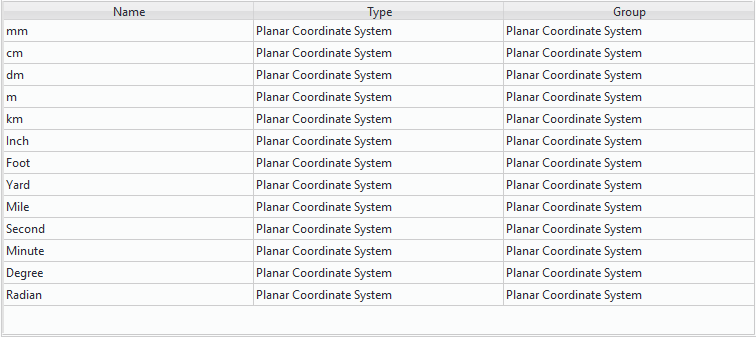 Name Type Group
mm Planar Coordinate System Planar Coordinate System
cm Planar Coordinate System Planar Coordinate System
dm Planar Coordinate System Planar Coordinate System
m Planar Coordinate System Planar Coordinate System
km Planar Coordinate System Planar Coordinate System
Inch Planar Coordinate System Planar Coordinate System
Foot Planar Coordinate System Planar Coordinate System
Yard Planar Coordinate System Planar Coordinate System
Mile Planar Coordinate System Planar Coordinate System
Second Planar Coordinate System Planar Coordinate System
Minute Planar Coordinate System Planar Coordinate System
Degree Planar Coordinate System Planar Coordinate System
Radian Planar Coordinate System Planar Coordinate System